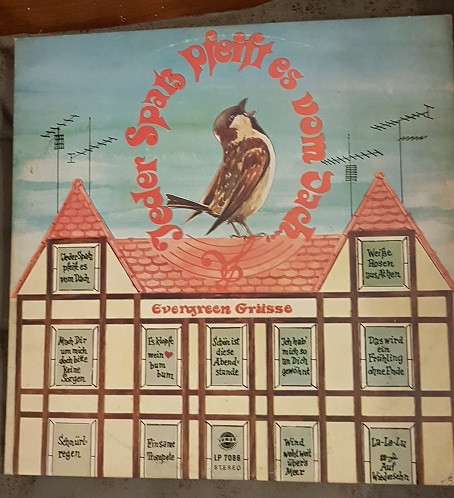 Jeder Spatz pfeift es vom Dach...
Evergreen Grüsse
Jeder Spatz
pfeift es
vom Dach
Weiße
Rosen
aus Athen
Mach Dir
um mich
doch bitte
keine
Sorgen
Es klopft
mein
bum
bum
Schön ist
diese
Abend-
stunde
Ich hab'
mich so
an Dich
gewöhnt
Das wird
ein
Frühling
ohne Ende
Schnürl-
regen
Einsame
Trompete
LP 7088
STEREO
Wind
weht weit
übers
Meer
La-Le-Lu
Auf
Wiedersehn